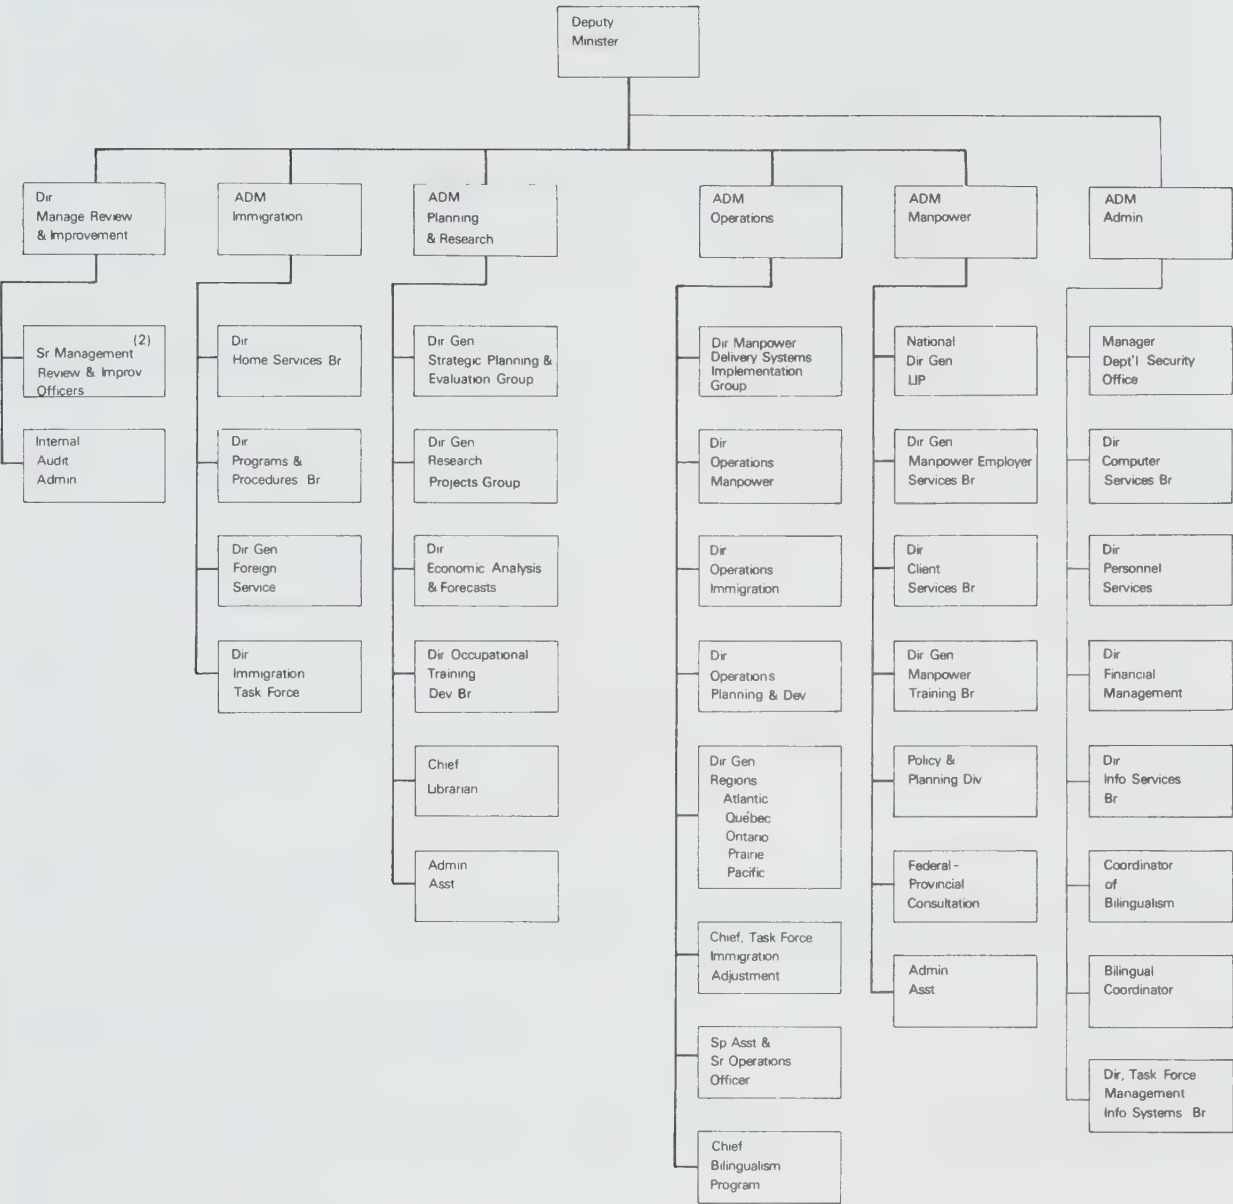 Deputy
Minister
Dir
Manage Review
& Improvement
ADM
Immigration
ADM
Planning
& Research
ADM
Operations
ADM
Manpower
ADM
Admin
(2)
Sr Management
Review & Improv
Officers
Internal
Audit
Admin
Dir
Home Services Br
Dir
Programs &
Procedures Br
Dir Gen
Foreign
Service
Dir
Immigration
Task Force
Dir Gen
Strategic Planning &
Evaluation Group
Dir Gen
Research
Projects Group
Dir
Economic Analysis
& Forecasts
Dir Occupational
Training
Dev Br
Chief
Librarian
Admin
Asst
Dir Manpower
Delivery Systems
Implementation
Group
Dir
Operations
Manpower
Dir
Operations
Immigration
Dir
Operations
Planning & Dev
Dir Gen
Regions
Atlantic
Québec
Ontario
Prairie
Pacific
Chief, Task Force
Immigration
Adjustment
Sp Asst &
Sr Operations
Officer
Chief
Bilingualism
Program
National
Dir Gen
LIP
Dir Gen
Manpower Employer
Services Br
Dir
Client
Services Br
Dir Gen
Manpower
Training Br
Policy &
Planning Div
Federal-
Provincial
Consultation
Admin
Asst
Manager
Dept'l Security
Office
Dir
Computer
Services Br
Dir
Personnel
Services
Dir
Financial
Management
Dir
Info Services
Br
Coordinator
of
Bilingualism
Bilingual
Coordinator
Dir, Task Force
Management
Info Systems Br